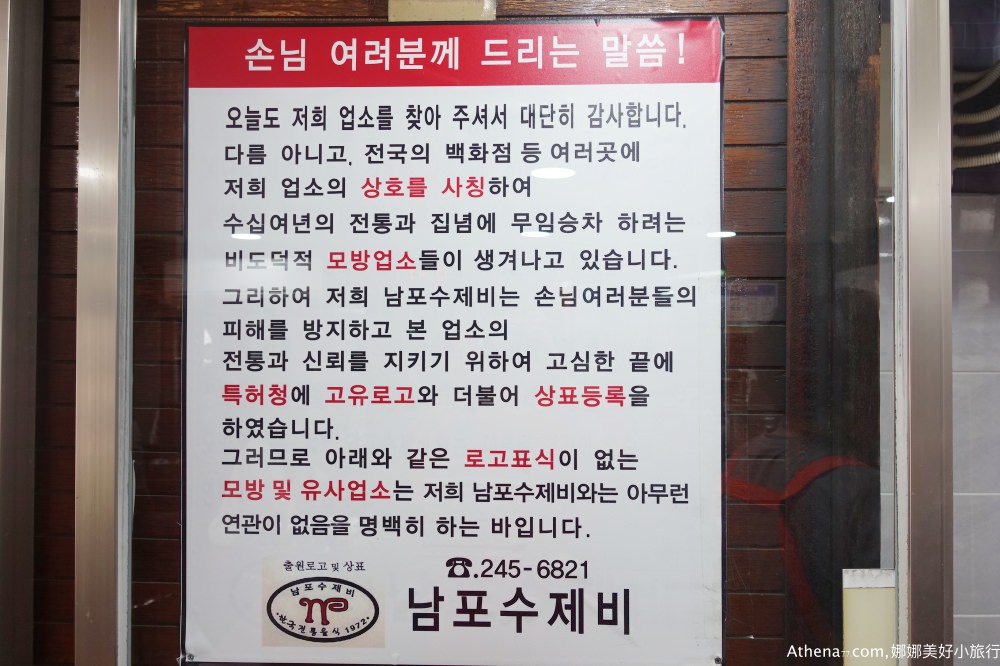 손님 여려분께 드리는 말씀!
오늘도 저희 업소를 찾아 주셔서 대단히 감사합니다.
다름 아니고, 전국의 백화점 등 여러곳에
저희 업소의 상호를 사칭하여
수십여년의 전통과 집념에 무임승차 하려는
비도덕적 모방업소들이 생겨나고 있습니다.
그리하여 저희 남포수제비는 손님여러분들의
피해를 방지하고 본 업소의
전통과 신뢰를 지키기 위하여 고심한 끝에
특허청에 고유로고와 더불어 상표등록을
하였습니다.
그러므로 아래와 같은 로고표식이 없는
모방 및 유사업소는 저희 남포수제비와는 아무런
연관이 없음을 명백히 하는 바입니다.
출원로고 및 상표
남포수제비
·한국전통음식 1972·
☎.245-6821
남포수제비
Athena--com,娜娜美好小旅行